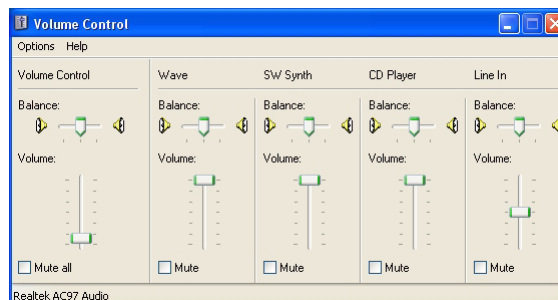 Volume Control
Options Help
Volume Control Wave SW Synth CD Player Line In
Balance: Balance: Balance: Balance: Balance:
Volume: Volume: Volume: Volume: Volume:
Mute all Mute Mute Mute Mute
Realtek AC97 Audio